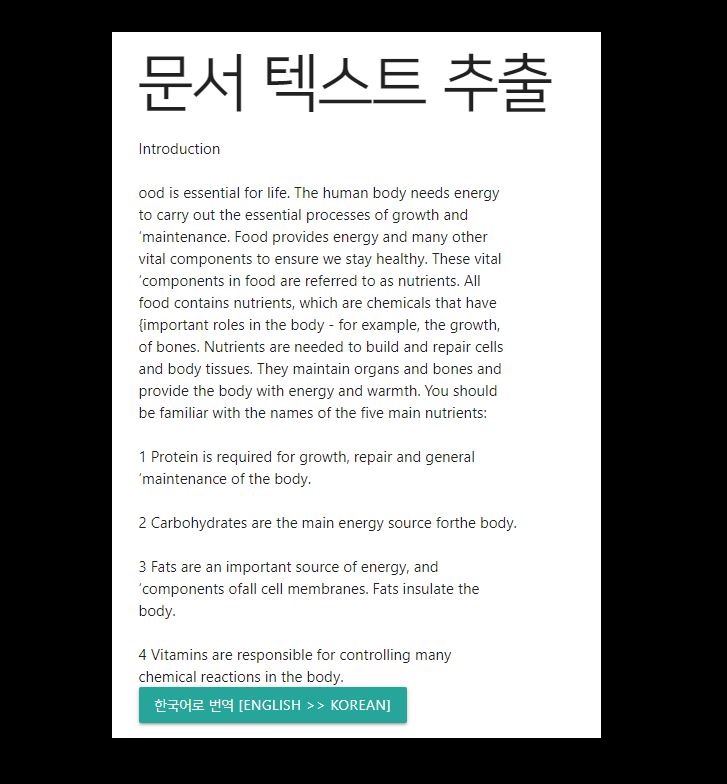 문서 텍스트 추출
Introduction
ood is essential for life. The human body needs energy
to carry out the essential processes of growth and
‘maintenance. Food provides energy and many other
vital components to ensure we stay healthy. These vital
‘components in food are referred to as nutrients. All
food contains nutrients, which are chemicals that have
{important roles in the body - for example, the growth,
of bones. Nutrients are needed to build and repair cells
and body tissues. They maintain organs and bones and
provide the body with energy and warmth. You should
be familiar with the names of the five main nutrients:
1 Protein is required for growth, repair and general
‘maintenance of the body.
2 Carbohydrates are the main energy source forthe body.
3 Fats are an important source of energy, and
‘components ofall cell membranes. Fats insulate the
body.
4 Vitamins are responsible for controlling many
chemical reactions in the body.
한국어로 번역 [ENGLISH >> KOREAN]